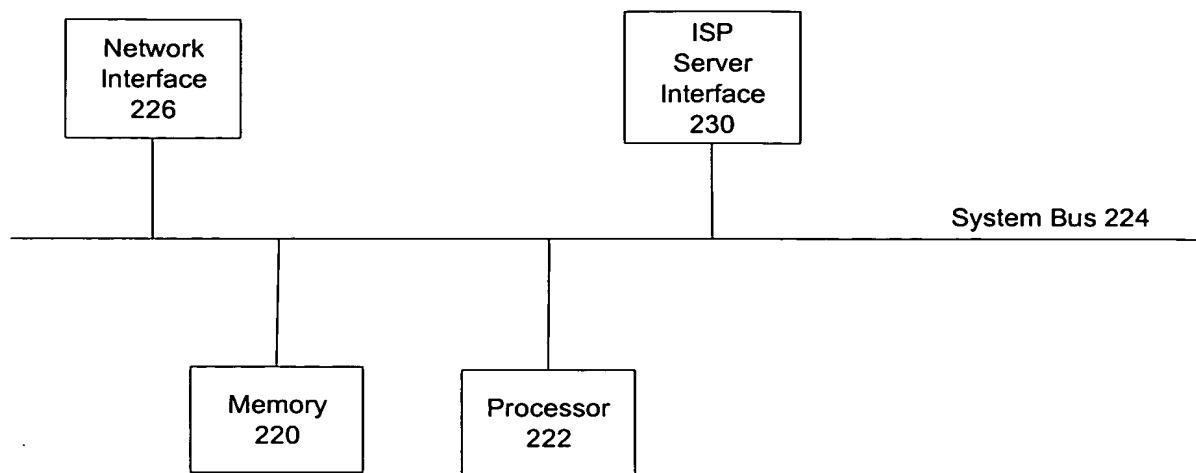 Network
Interface
226
ISP
Server
Interface
230
System Bus 224
Memory
220
Processor
222